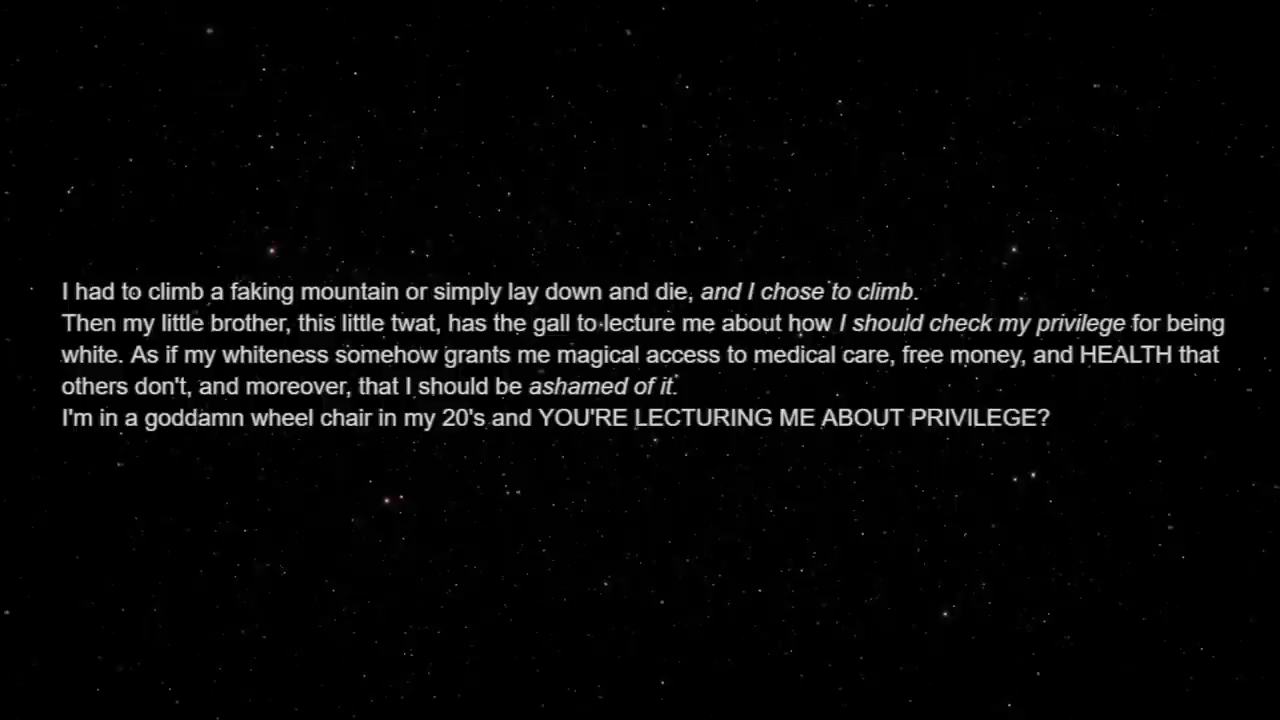 I had to climb a faking mountain or simply lay down and die, and I chose to climb.
Then my little brother, this little twat, has the gall to lecture me about how I should check my privilege for being
white. As if my whiteness somehow grants me magical access to medical care, free money, and HEALTH that
others don't, and moreover, that I should be ashamed of it.
I'm in a goddamn wheel chair in my 20's and YOU'RE LECTURING ME ABOUT PRIVILEGE?